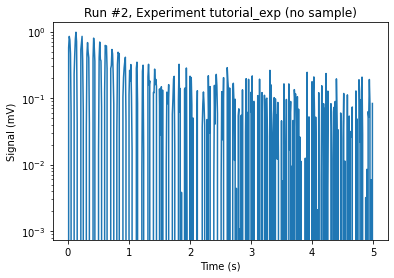 Run #2, Experiment tutorial_exp (no sample)
Signal (mV)
10⁰
10⁻¹
10⁻²
10⁻³
0 1 2 3 4 5
Time (s)